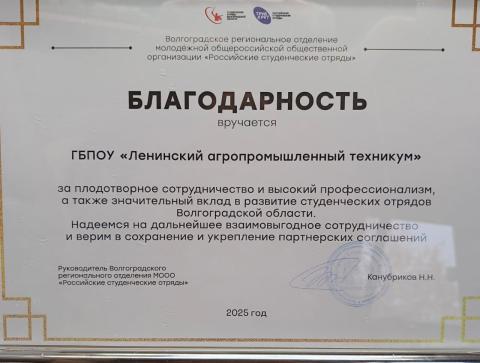 ТРУД КРУТ
Волгоградское региональное отделение
молодёжной общероссийской общественной
организации «Российские студенческие отряды»
БЛАГОДАРНОСТЬ
вручается
ГБПОУ «Ленинский агропромышленный техникум»
за плодотворное сотрудничество и высокий профессионализм,
а также значительный вклад в развитие студенческих отрядов
Волгоградской области.
Надеемся на дальнейшее взаимовыгодное сотрудничество
и верим в сохранение и укрепление партнерских соглашений
Руководитель Волгоградского
регионального отделения МООО
«Российские студенческие отряды»
Канубриков Н.Н.
2025 год